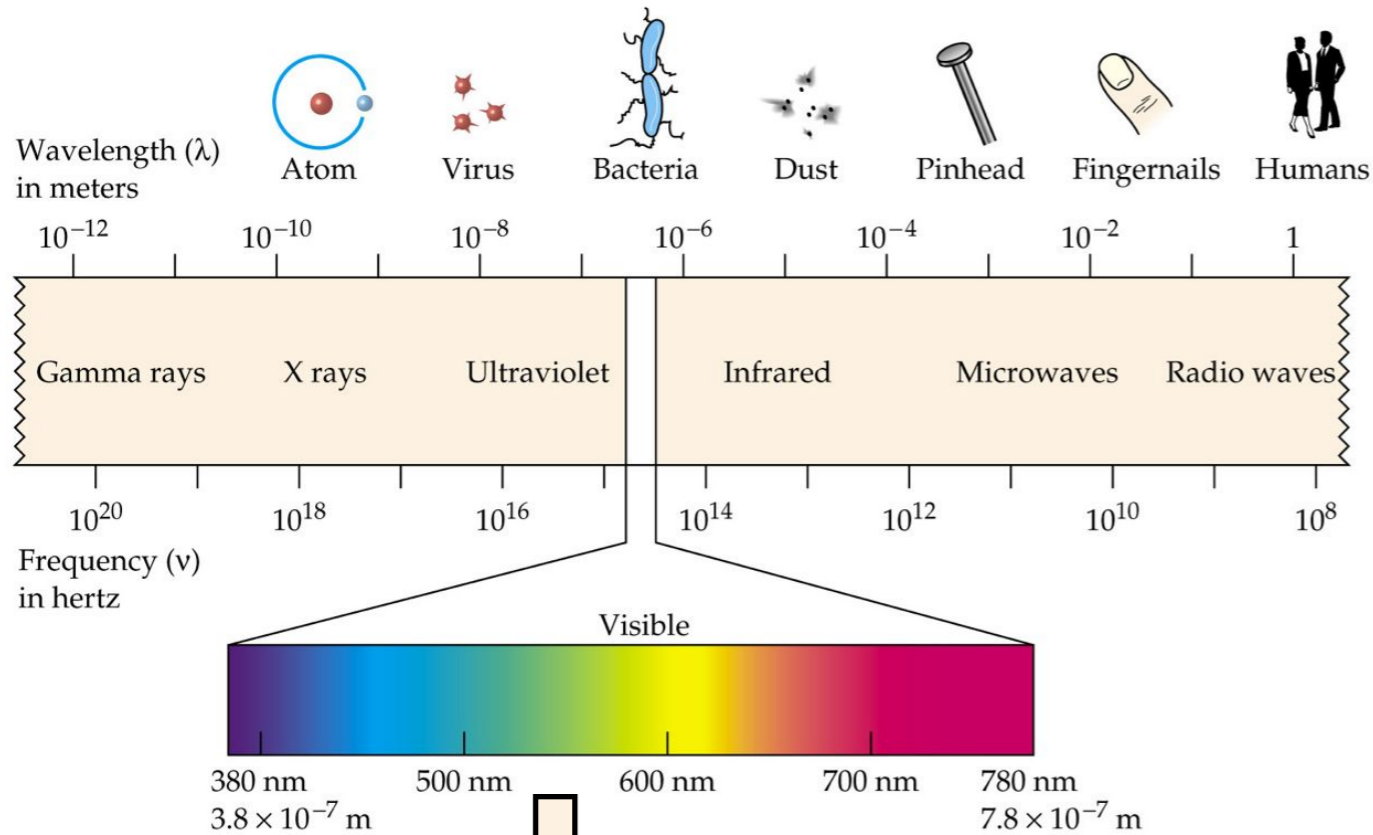 Atom Virus Bacteria Dust Pinhead Fingernails Humans
Wavelength (λ)
in meters
10⁻¹² 10⁻¹⁰ 10⁻⁸ 10⁻⁶ 10⁻⁴ 10⁻² 1
Gamma rays X rays Ultraviolet Infrared Microwaves Radio waves
10²⁰ 10¹⁸ 10¹⁶ 10¹⁴ 10¹² 10¹⁰ 10⁸
Frequency (ν)
in hertz
Visible
380 nm 500 nm 600 nm 700 nm 780 nm
3.8 × 10⁻⁷ m 7.8 × 10⁻⁷ m